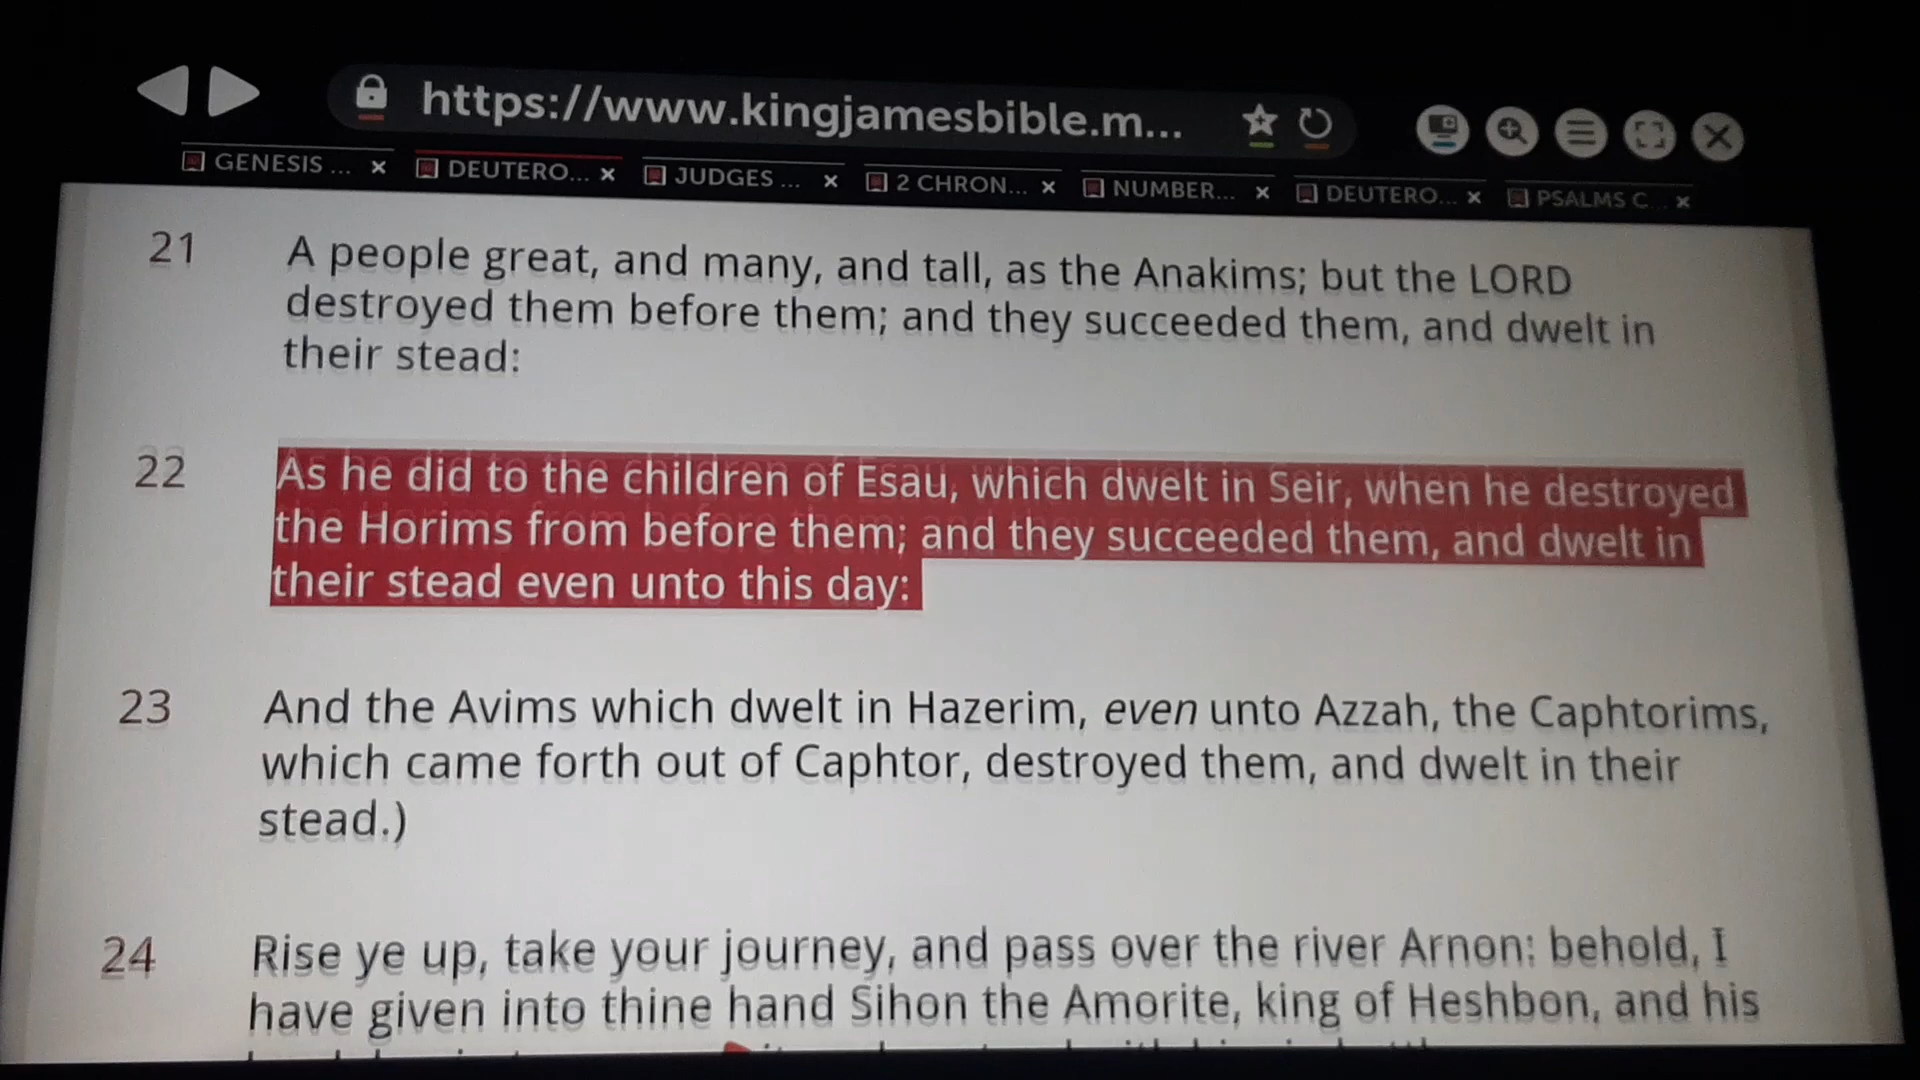 https://www.kingjamesbible.m...
GENESIS ... × DEUTERO... × JUDGES ... × 2 CHRON... × NUMBER... × DEUTERO... × PSALMS C... ×
21 A people great, and many, and tall, as the Anakims; but the LORD
destroyed them before them; and they succeeded them, and dwelt in
their stead:
22 As he did to the children of Esau, which dwelt in Seir, when he destroyed
the Horims from before them; and they succeeded them, and dwelt in
their stead even unto this day:
23 And the Avims which dwelt in Hazerim, even unto Azzah, the Caphtorims,
which came forth out of Caphtor, destroyed them, and dwelt in their
stead.)
24 Rise ye up, take your journey, and pass over the river Arnon: behold, I
have given into thine hand Sihon the Amorite, king of Heshbon, and his